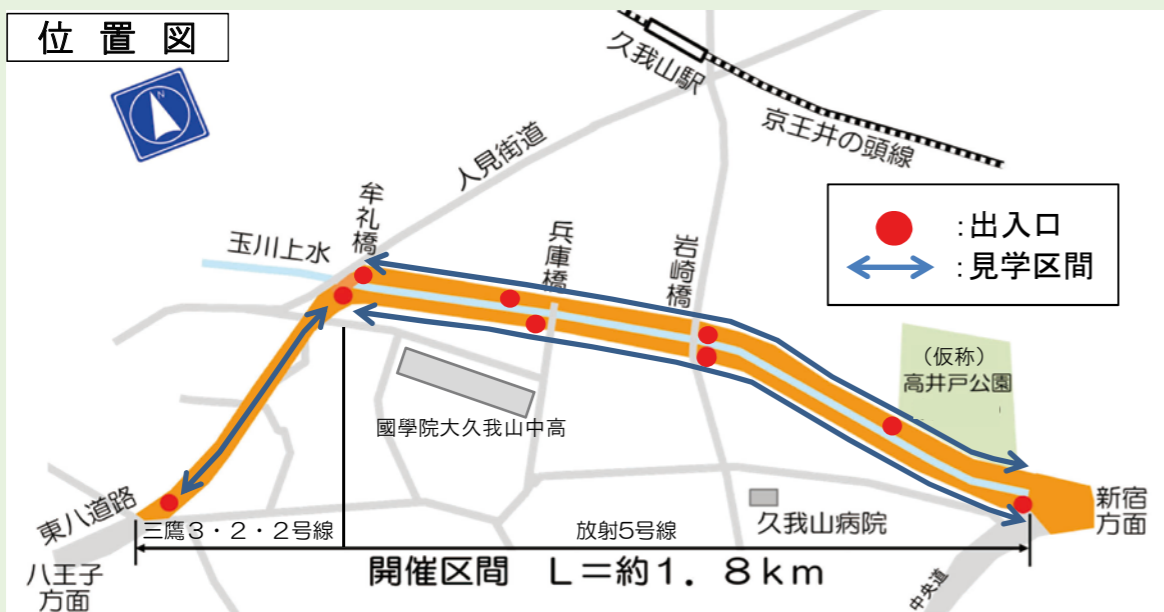 位置図
N
久我山駅
京王井の頭線
人見街道
牟礼橋
玉川上水
兵庫橋
岩崎橋
：出入口
：見学区間
（仮称）
高井戸公園
國學院大久我山中高
東八道路
三鷹３・２・２号線
放射５号線
久我山病院
新宿
方面
八王子
方面
開催区間　Ｌ＝約１．８ｋｍ
中央道